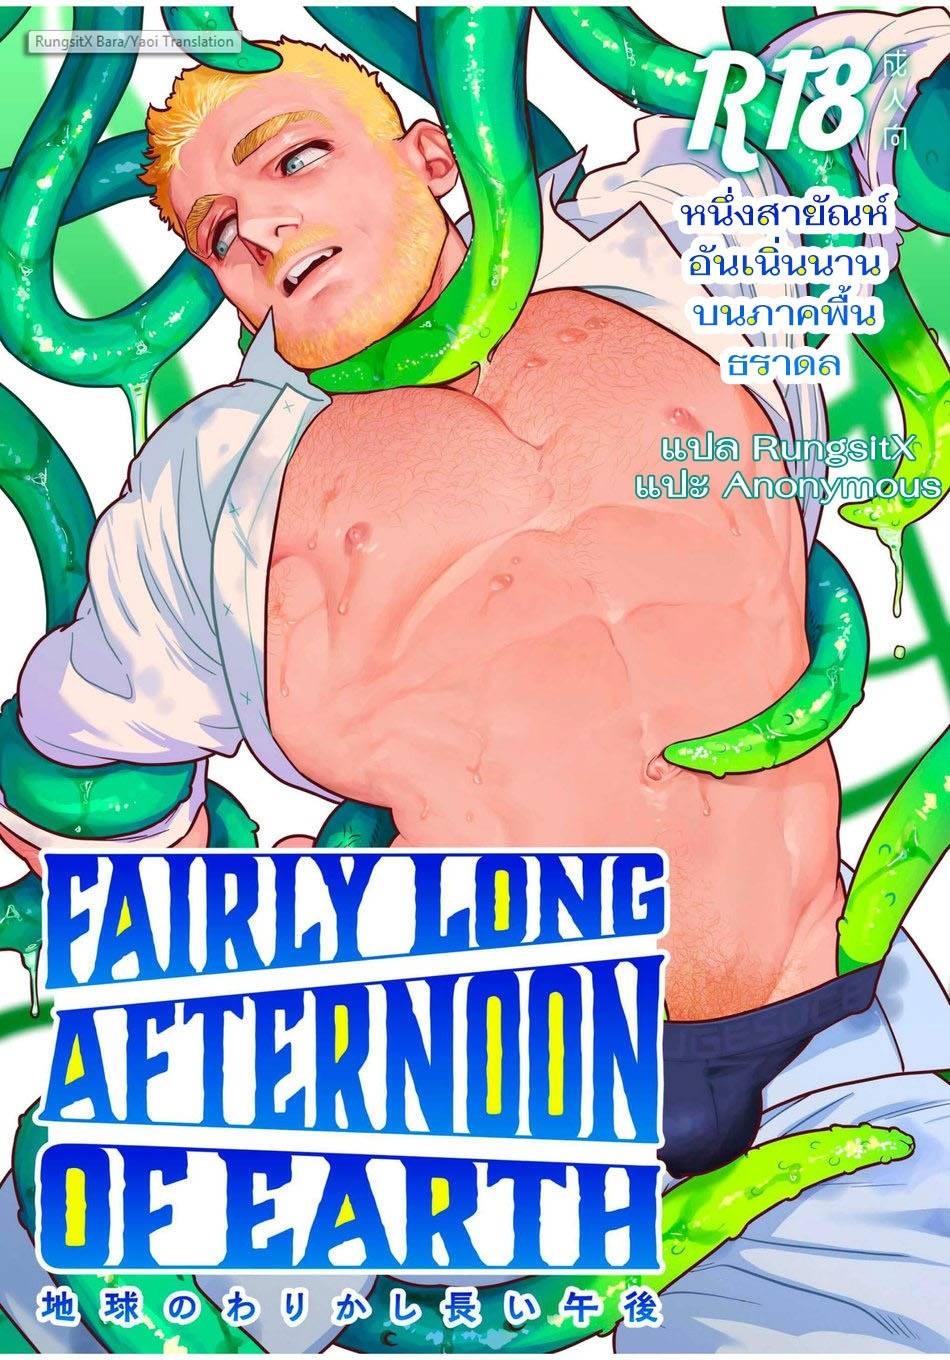 RungsitX Bara/Yaoi Translation
R18
成人向
หนึ่งสายัณห์
อันเนิ่นนาน
บนภาคพื้น
ธราดล
แปล RungsitX
แปะ Anonymous
FAIRLY LONG
AFTERNOON
OF EARTH
地球のわりかし長い午後